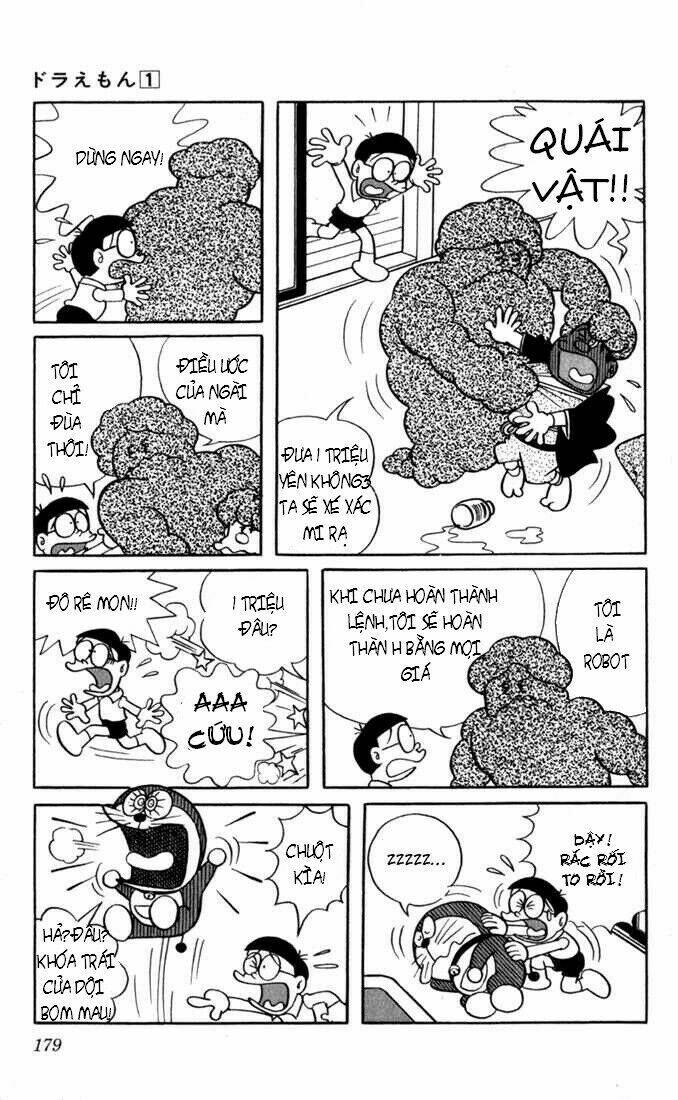 ドラえもん1
QUÁI
VẬT!!
ĐƯA 1 TRIỆU
YÊN KHÔNG3
TA SẼ XÉ XÁC
MI RẠ
DỪNG NGAY!
ĐIỀU ƯỚC
CỦA NGÀI
MÀ
TÔI
CHỈ
ĐÙA
THÔI!
TÔI
LÀ
ROBOT
KHI CHƯA HOÀN THÀNH
LỆNH,TÔI SẼ HOÀN
THÀN H BẰNG MỌI
GIÁ
1 TRIỆU
ĐÂU?
AAA
CỨU!
ĐÔ RÊ MON!!
DẬY!
RẮC RỐI
TO RỒI!
ZZZZZ...
CHUỘT
KÌA!
HẢ?ĐÂU?
KHÓA TRÁI
CỦA DỘI
BOM MAU!
179